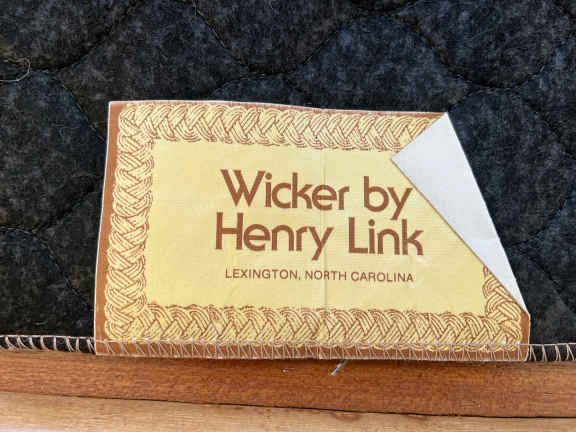 Wicker by
Henry Link
LEXINGTON, NORTH CAROLINA